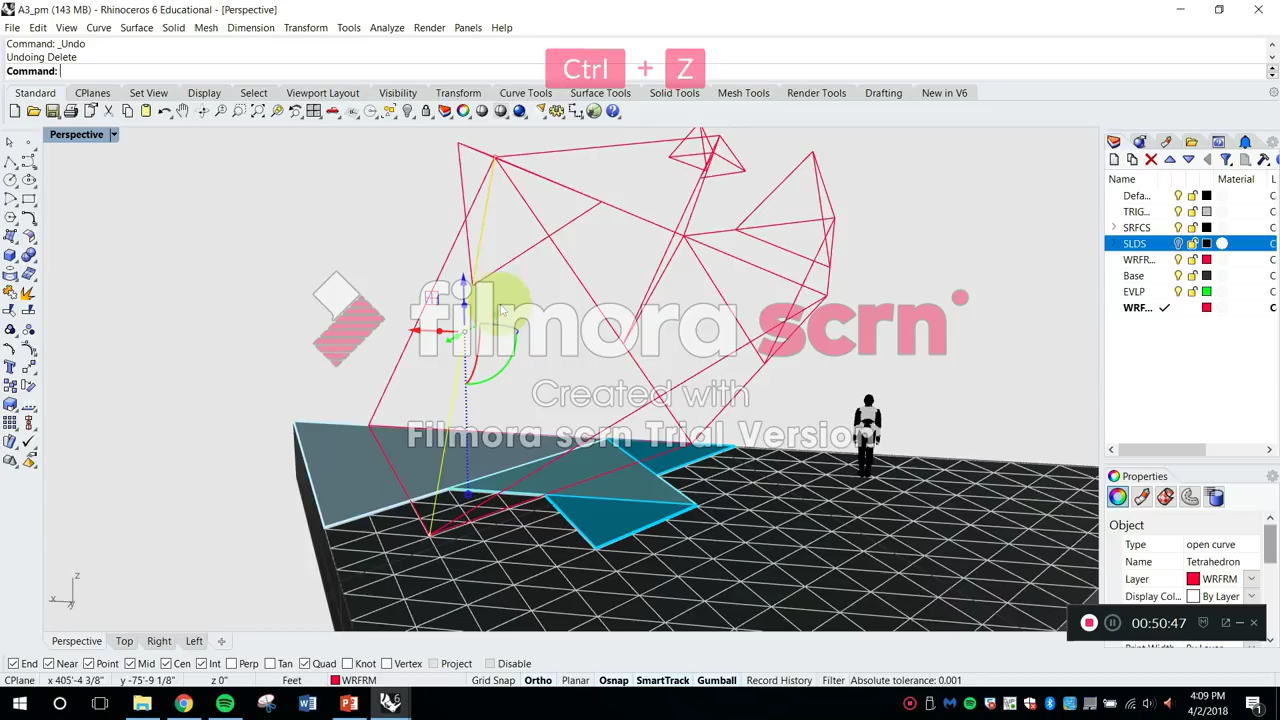 A3_pm (143 MB) - Rhinoceros 6 Educational - [Perspective]
File Edit View Curve Surface Solid Mesh Dimension Transform Tools Analyze Render Panels Help
Command: _Undo
Undoing Delete
Command:
Ctrl + Z
Standard CPlanes Set View Display Select Viewport Layout Visibility Transform Curve Tools Surface Tools Solid Tools Mesh Tools Render Tools Drafting New in V6
Perspective
Name Material L
Defa... C
TRIG... C
SRFCS C
SLDS C
WRFR... C
Base C
EVLP C
WRF... C
filmora scrn
Created with
Filmora scrn Trial Version
Properties
Object
Type open curve
Name Tetrahedron
Layer WRFRM
Display Col... By Layer
00:50:47
z
x
y
Perspective Top Right Left
End Near Point Mid Cen Int Perp Tan Quad Knot Vertex Project Disable
CPlane x 405'-4 3/8" y -75'-9 1/8" z 0" Feet WRFRM Grid Snap Ortho Planar Osnap SmartTrack Gumball Record History Filter Absolute tolerance: 0.001
4:09 PM
4/2/2018